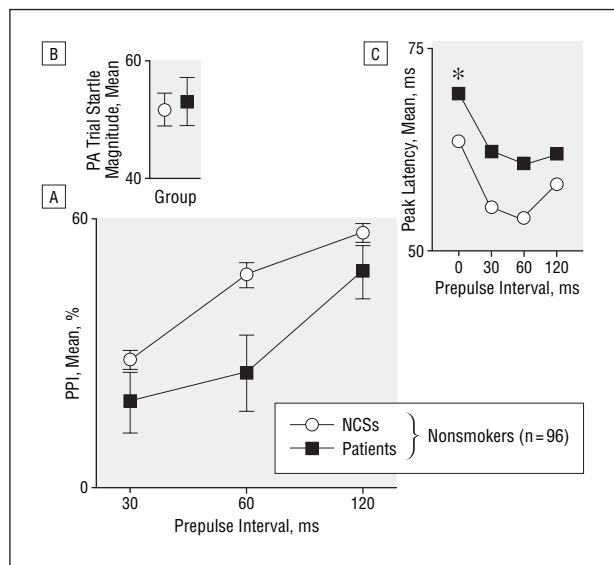 B
60
PA Trial Startle
Magnitude, Mean
40
Group
C
75
*
Peak Latency, Mean, ms
50
0 30 60 120
Prepulse Interval, ms
A
60
PPI, Mean, %
0
30 60 120
Prepulse Interval, ms
NCSs
Patients
Nonsmokers (n=96)